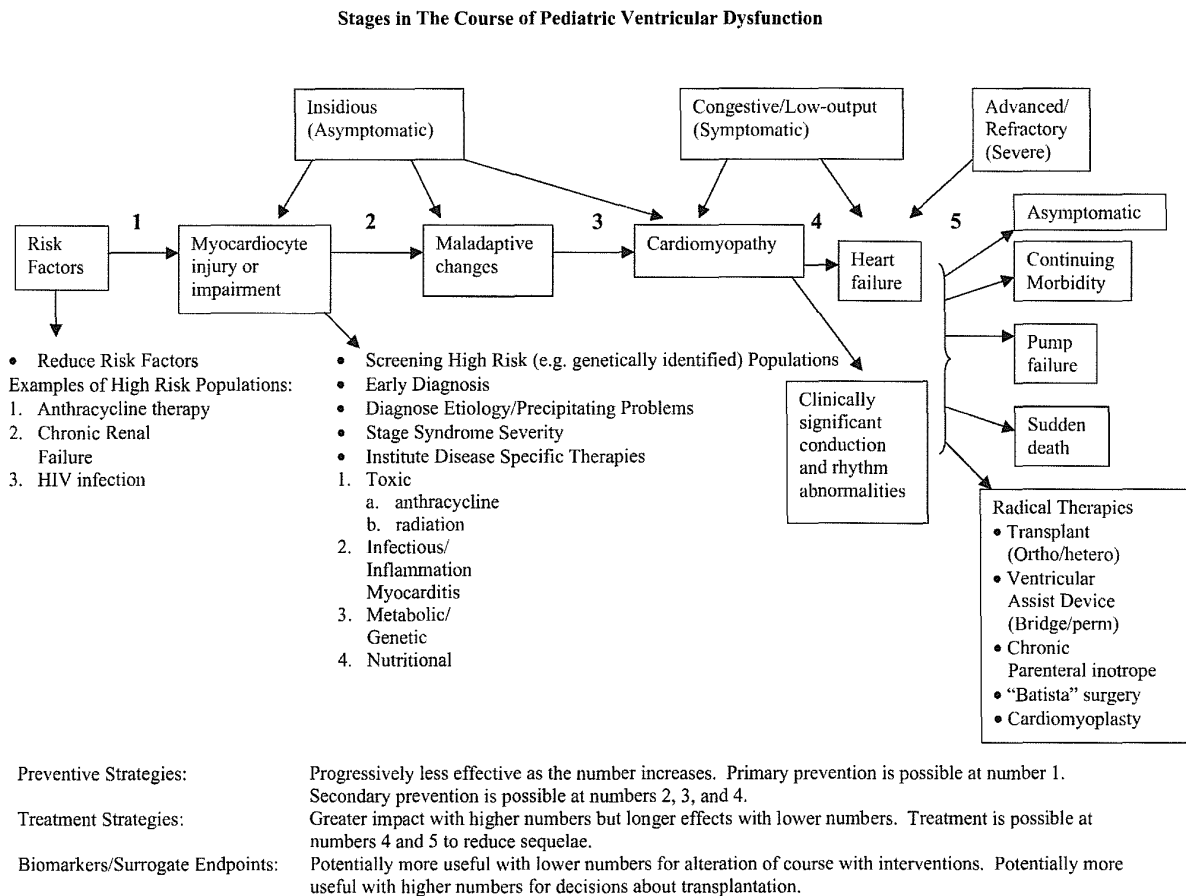 Stages in The Course of Pediatric Ventricular Dysfunction
Insidious
(Asymptomatic)
Congestive/Low-output
(Symptomatic)
Advanced/
Refractory
(Severe)
1
2
3
4
5
Risk
Factors
Myocardiocyte
injury or
impairment
Maladaptive
changes
Cardiomyopathy
Heart
failure
Asymptomatic
Continuing
Morbidity
Pump
failure
Sudden
death
• Reduce Risk Factors
Examples of High Risk Populations:
1. Anthracycline therapy
2. Chronic Renal
Failure
3. HIV infection
• Screening High Risk (e.g. genetically identified) Populations
• Early Diagnosis
• Diagnose Etiology/Precipitating Problems
• Stage Syndrome Severity
• Institute Disease Specific Therapies
1. Toxic
a. anthracycline
b. radiation
2. Infectious/
Inflammation
Myocarditis
3. Metabolic/
Genetic
4. Nutritional
Clinically
significant
conduction
and rhythm
abnormalities
Radical Therapies
• Transplant
(Ortho/hetero)
• Ventricular
Assist Device
(Bridge/perm)
• Chronic
Parenteral inotrope
• “Batista” surgery
• Cardiomyoplasty
Preventive Strategies: Progressively less effective as the number increases. Primary prevention is possible at number 1.
Secondary prevention is possible at numbers 2, 3, and 4.
Treatment Strategies: Greater impact with higher numbers but longer effects with lower numbers. Treatment is possible at
numbers 4 and 5 to reduce sequelae.
Biomarkers/Surrogate Endpoints: Potentially more useful with lower numbers for alteration of course with interventions. Potentially more
useful with higher numbers for decisions about transplantation.